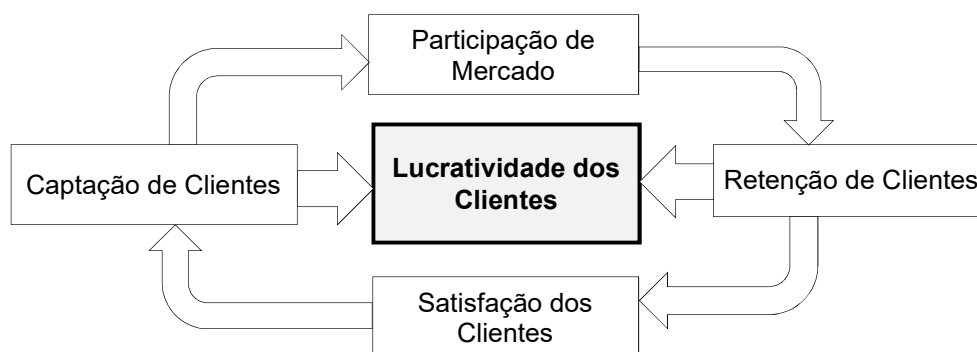 Participação de
Mercado
Captação de Clientes
Lucratividade dos
Clientes
Retenção de Clientes
Satisfação dos
Clientes